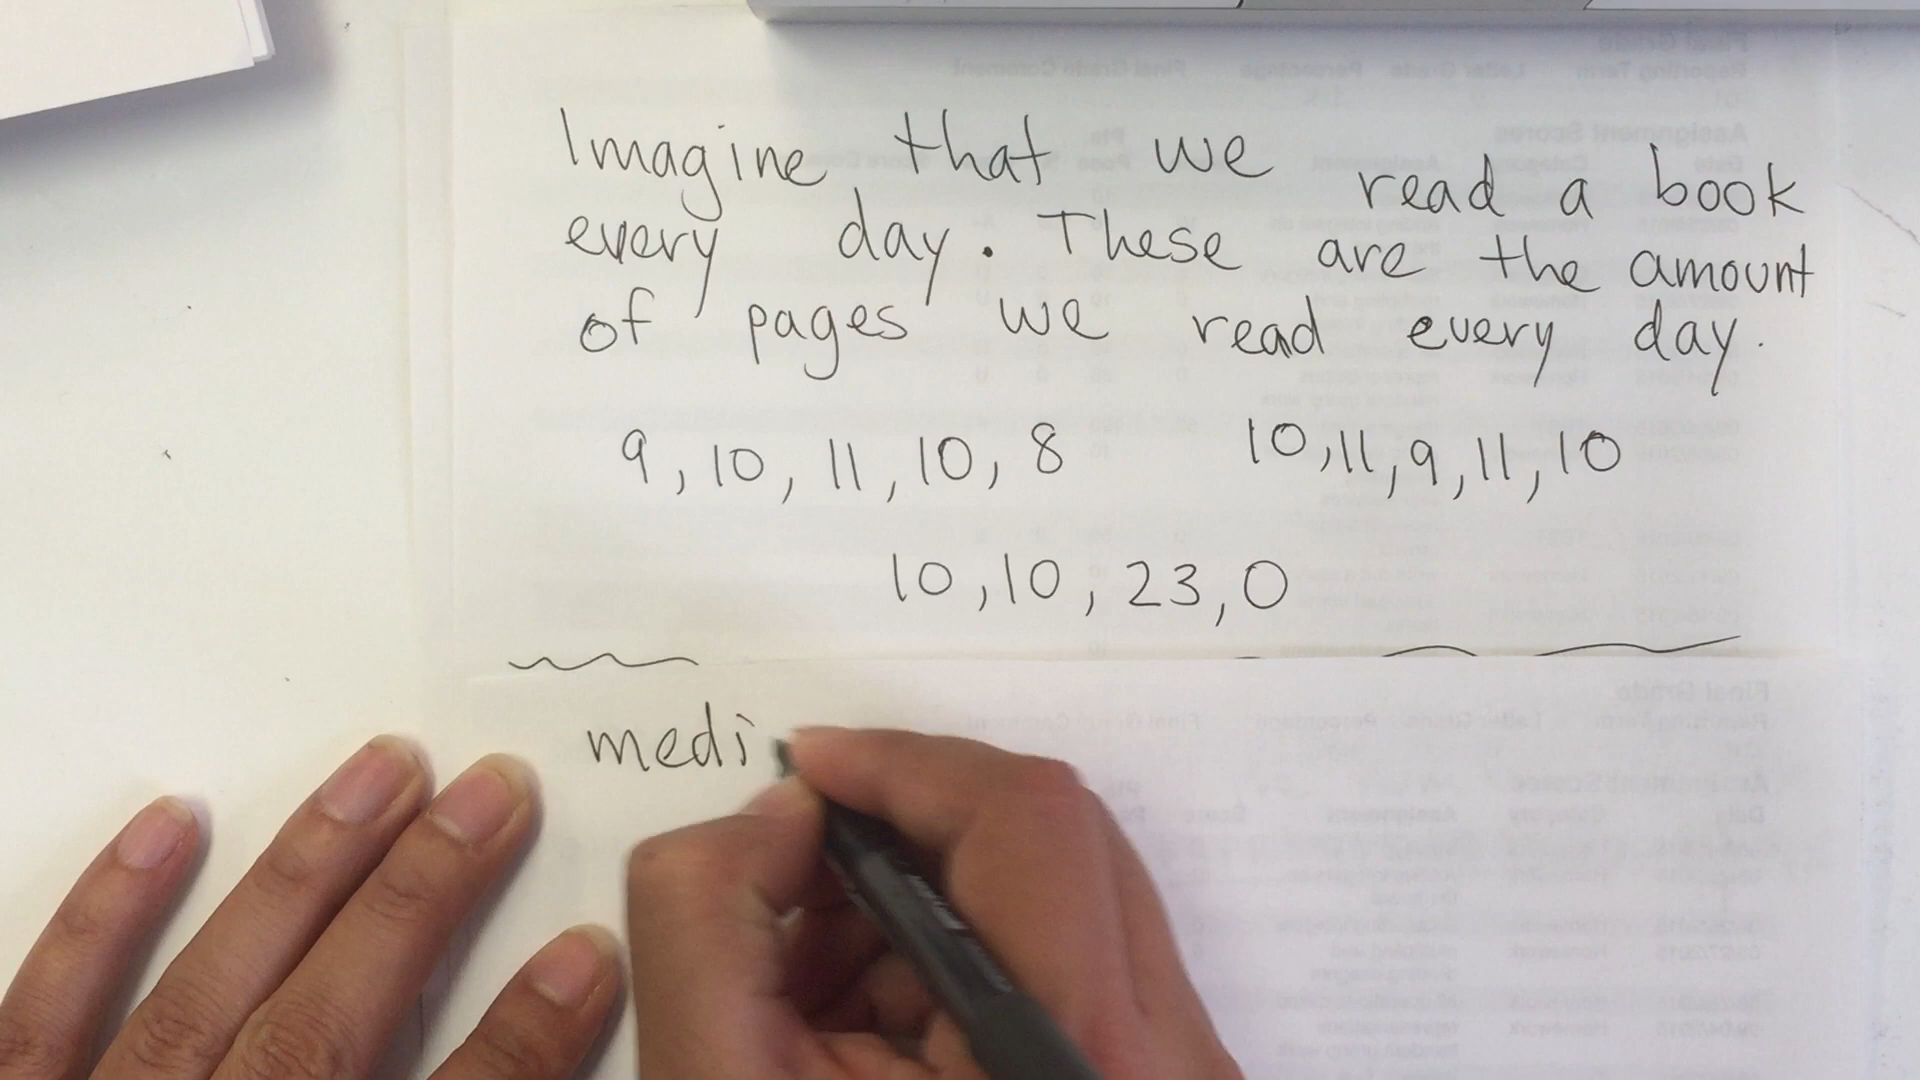 Imagine that we read a book
every day. These are the amount
of pages we read every day.
9, 10, 11, 10, 8 10, 11, 9, 11, 10
10, 10, 23, 0
medi